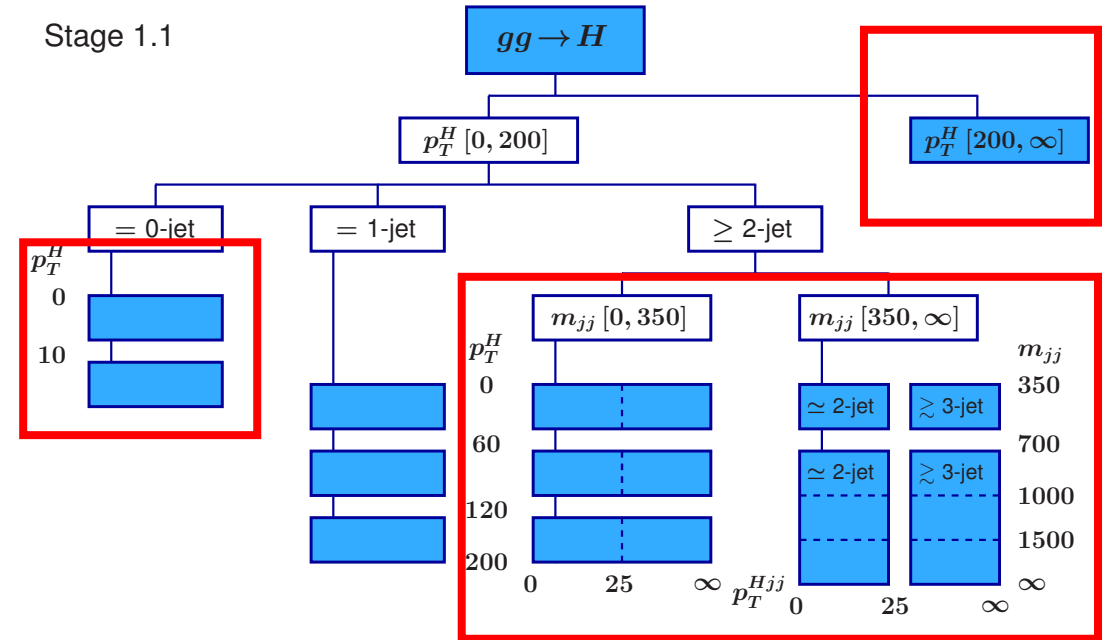 Stage 1.1
gg → H
p_T^H [0, 200]
p_T^H [200, ∞]
= 0-jet
= 1-jet
≥ 2-jet
p_T^H
0
10
m_jj [0, 350]
m_jj [350, ∞]
p_T^H
m_jj
0
350
≃ 2-jet
≳ 3-jet
60
700
≃ 2-jet
≳ 3-jet
1000
120
1500
200
0
25
∞
p_T^Hjj
0
25
∞
∞